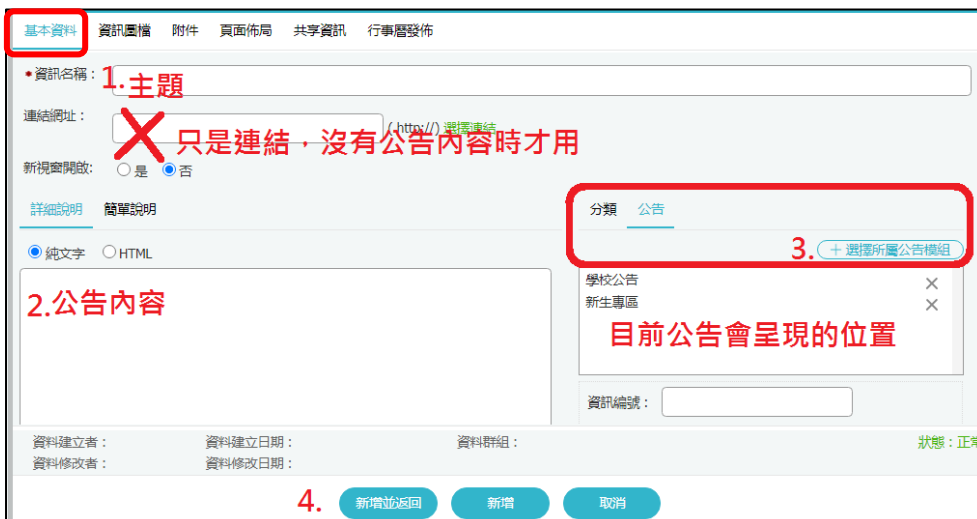 基本資料 資訊圖檔 附件 頁面佈局 共享資訊 行事曆發佈
*資訊名稱： 1.主題
連結網址： ( http://) 選擇連結
只是連結，沒有公告內容時才用
新視窗開啟: 是 否
詳細說明 簡單說明
分類 公告
純文字 HTML
3. ＋選擇所屬公告模組
2.公告內容
學校公告
新生專區
目前公告會呈現的位置
資訊編號：
資料建立者： 資料建立日期： 資料群組： 狀態：正常
資料修改者： 資料修改日期：
4. 新增並返回 新增 取消